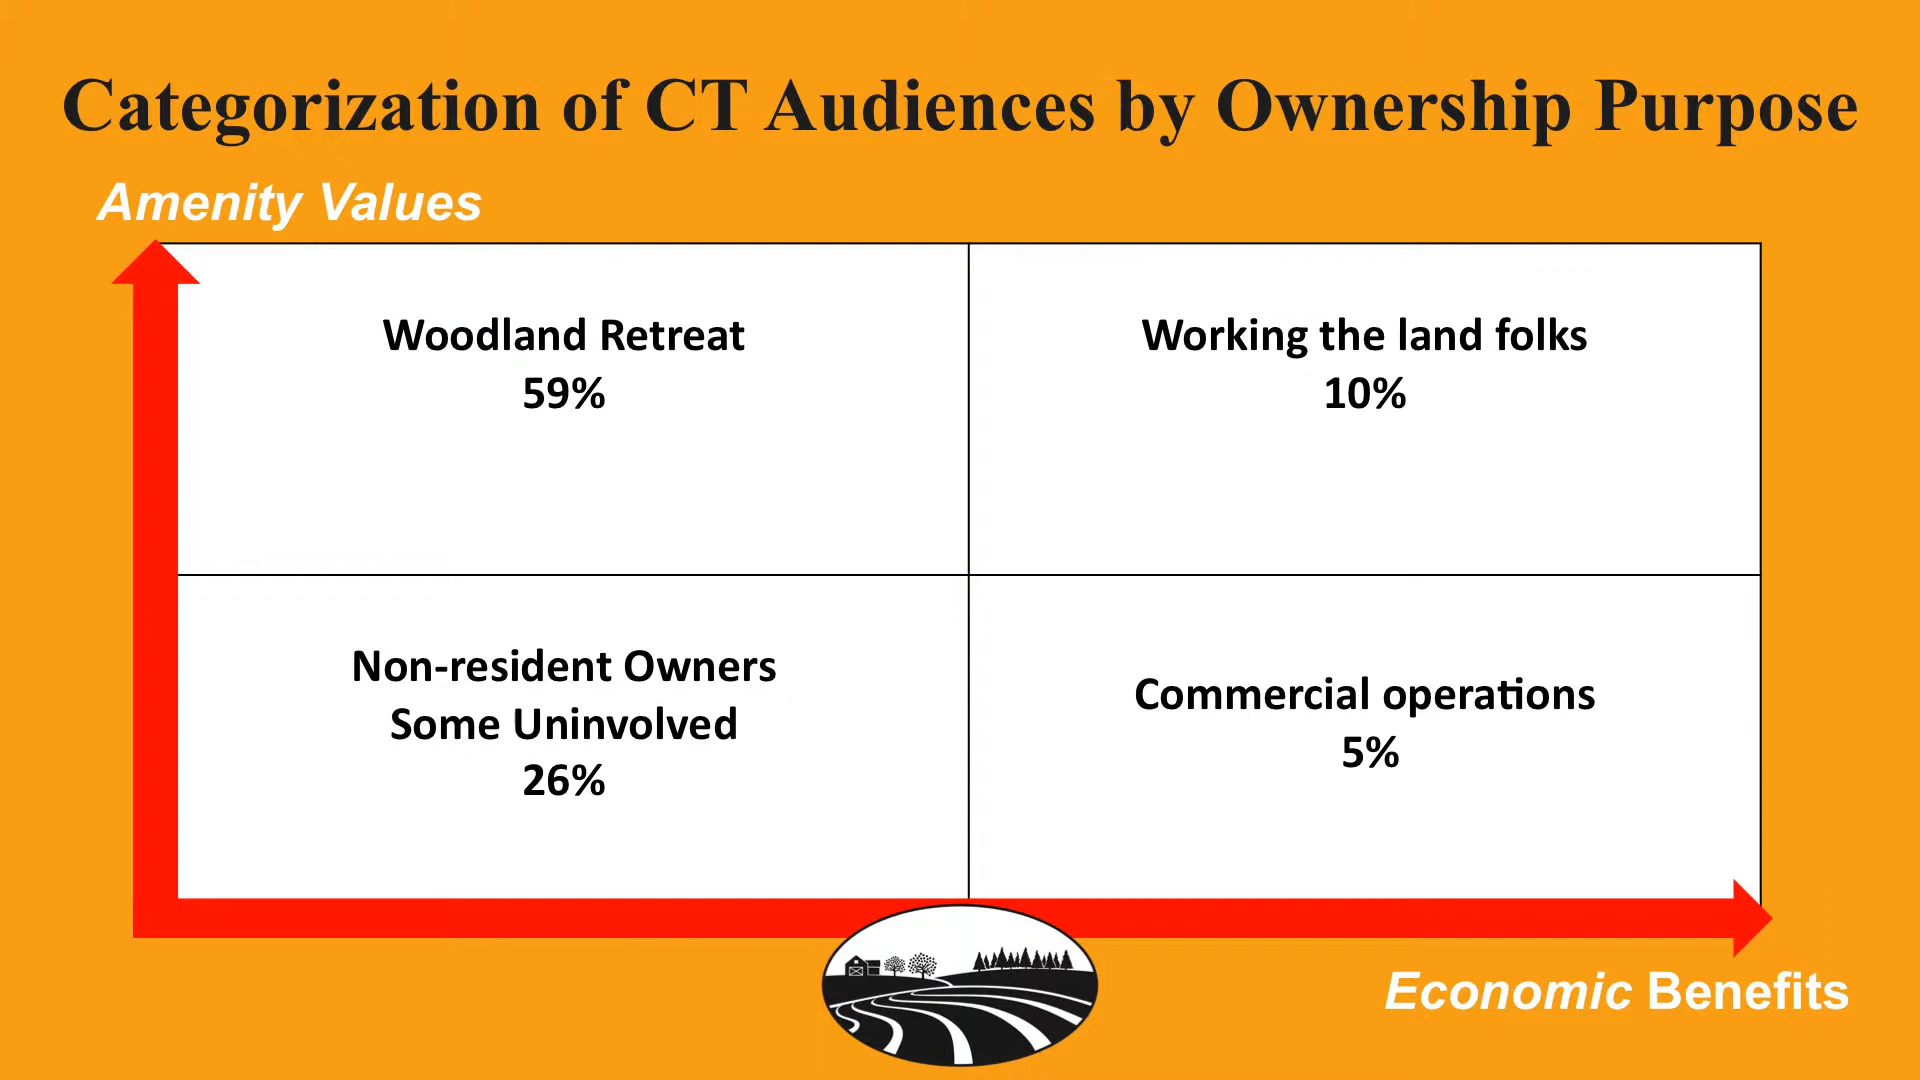 Categorization of CT Audiences by Ownership Purpose
Amenity Values
Woodland Retreat
59%
Working the land folks
10%
Non-resident Owners
Some Uninvolved
26%
Commercial operations
5%
Economic Benefits